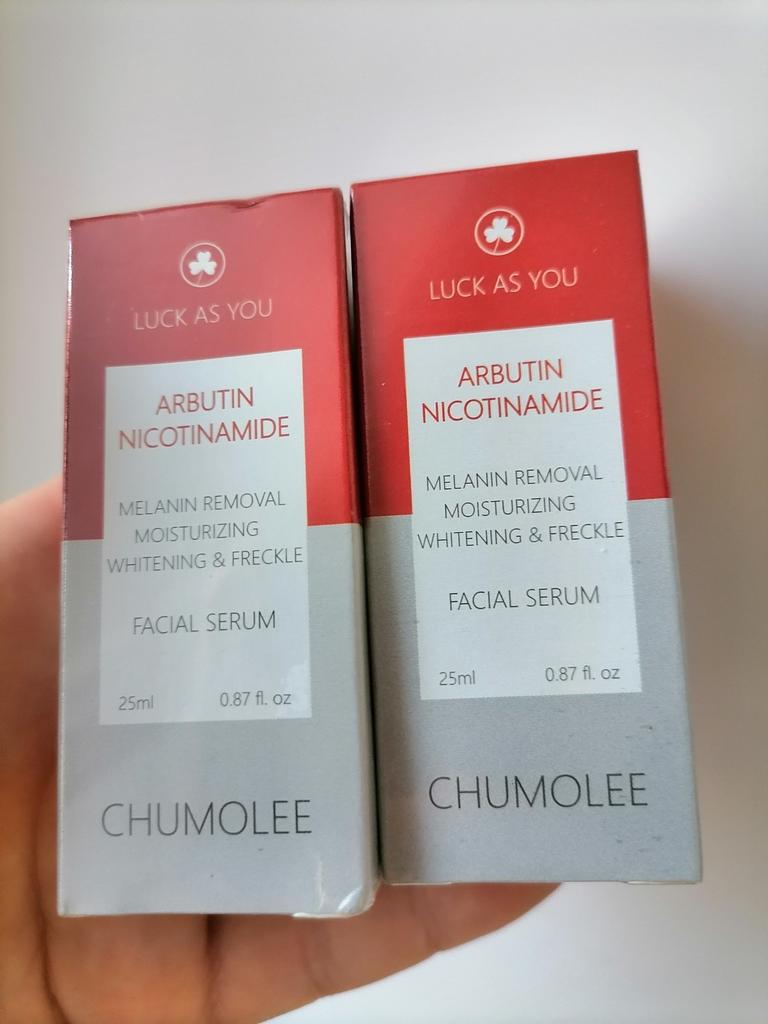 LUCK AS YOU
ARBUTIN
NICOTINAMIDE
MELANIN REMOVAL
MOISTURIZING
WHITENING & FRECKLE
FACIAL SERUM
25ml 0.87 fl. oz
CHUMOLEE
LUCK AS YOU
ARBUTIN
NICOTINAMIDE
MELANIN REMOVAL
MOISTURIZING
WHITENING & FRECKLE
FACIAL SERUM
25ml 0.87 fl. oz
CHUMOLEE